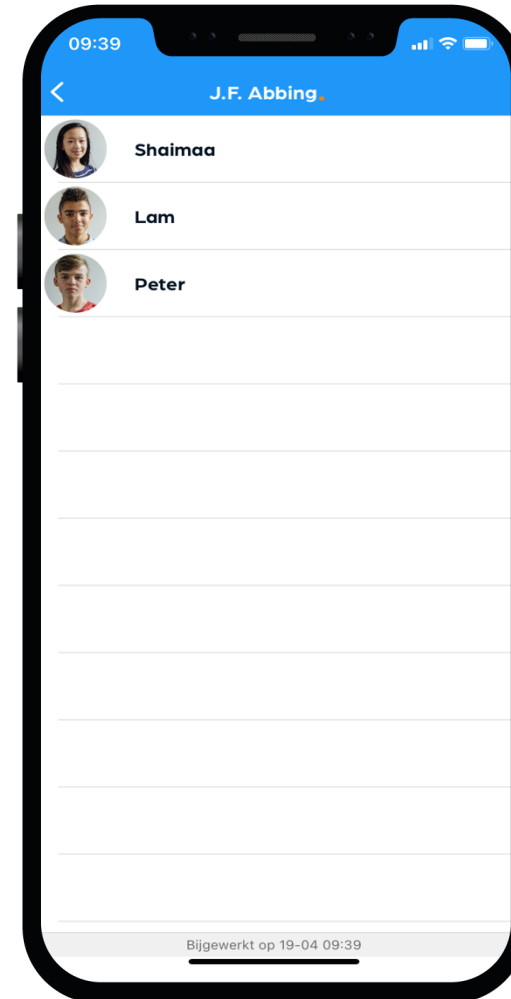 09:39
J.F. Abbing.
Shaimaa
Lam
Peter
Bijgewerkt op 19-04 09:39